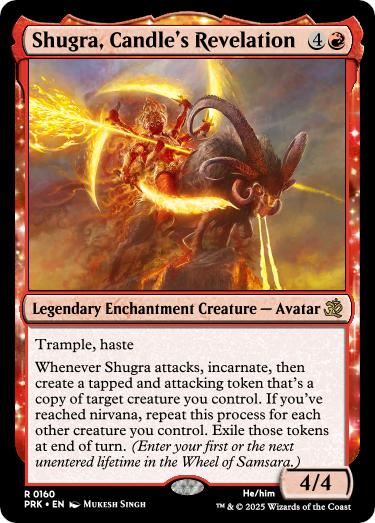 Shugra, Candle's Revelation 4
Legendary Enchantment Creature — Avatar
Trample, haste
Whenever Shugra attacks, incarnate, then
create a tapped and attacking token that's a
copy of target creature you control. If you've
reached nirvana, repeat this process for each
other creature you control. Exile those tokens
at end of turn. (Enter your first or the next
unentered lifetime in the Wheel of Samsara.)
4/4
R 0160
He/him
PRK • EN Mukesh Singh
™ & © 2025 Wizards of the Coast